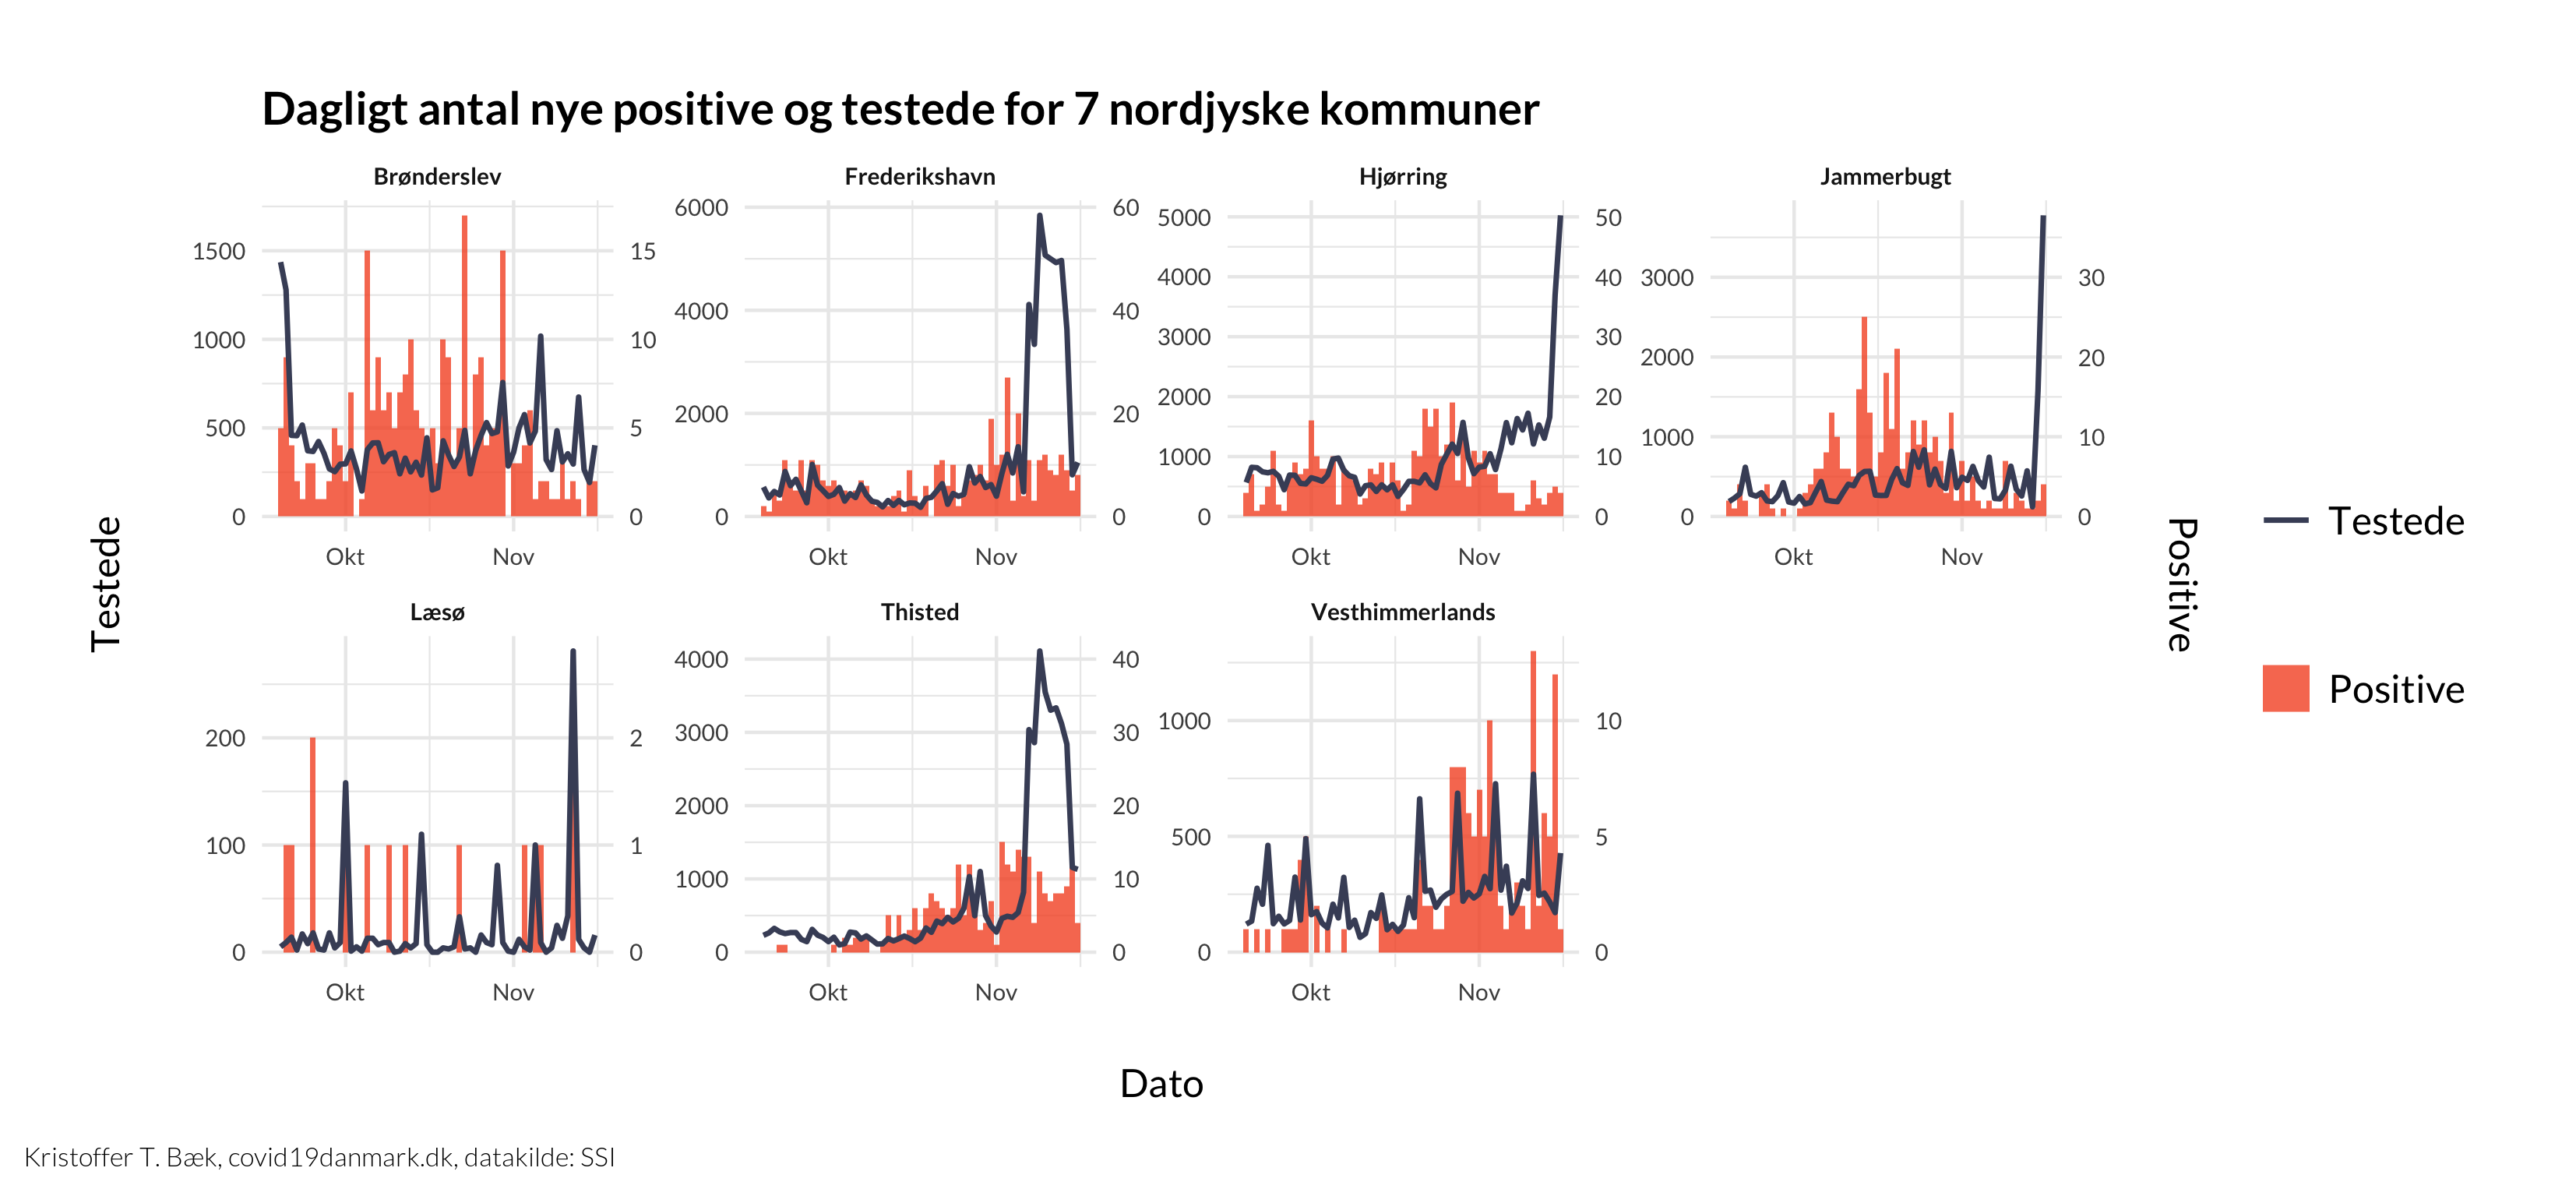 Dagligt antal nye positive og testede for 7 nordjyske kommuner
Brønderslev
Frederikshavn
Hjørring
Jammerbugt
1500
1000
500
0
15
10
5
0
Okt
Nov
6000
4000
2000
0
60
40
20
0
Okt
Nov
5000
4000
3000
2000
1000
0
50
40
30
20
10
0
Okt
Nov
3000
2000
1000
0
30
20
10
0
Okt
Nov
Læsø
Thisted
Vesthimmerlands
200
100
0
2
1
0
Okt
Nov
4000
3000
2000
1000
0
40
30
20
10
0
Okt
Nov
1000
500
0
10
5
0
Okt
Nov
Testede
Positive
Testede
Positive
Dato
Kristoffer T. Bæk, covid19danmark.dk, datakilde: SSI